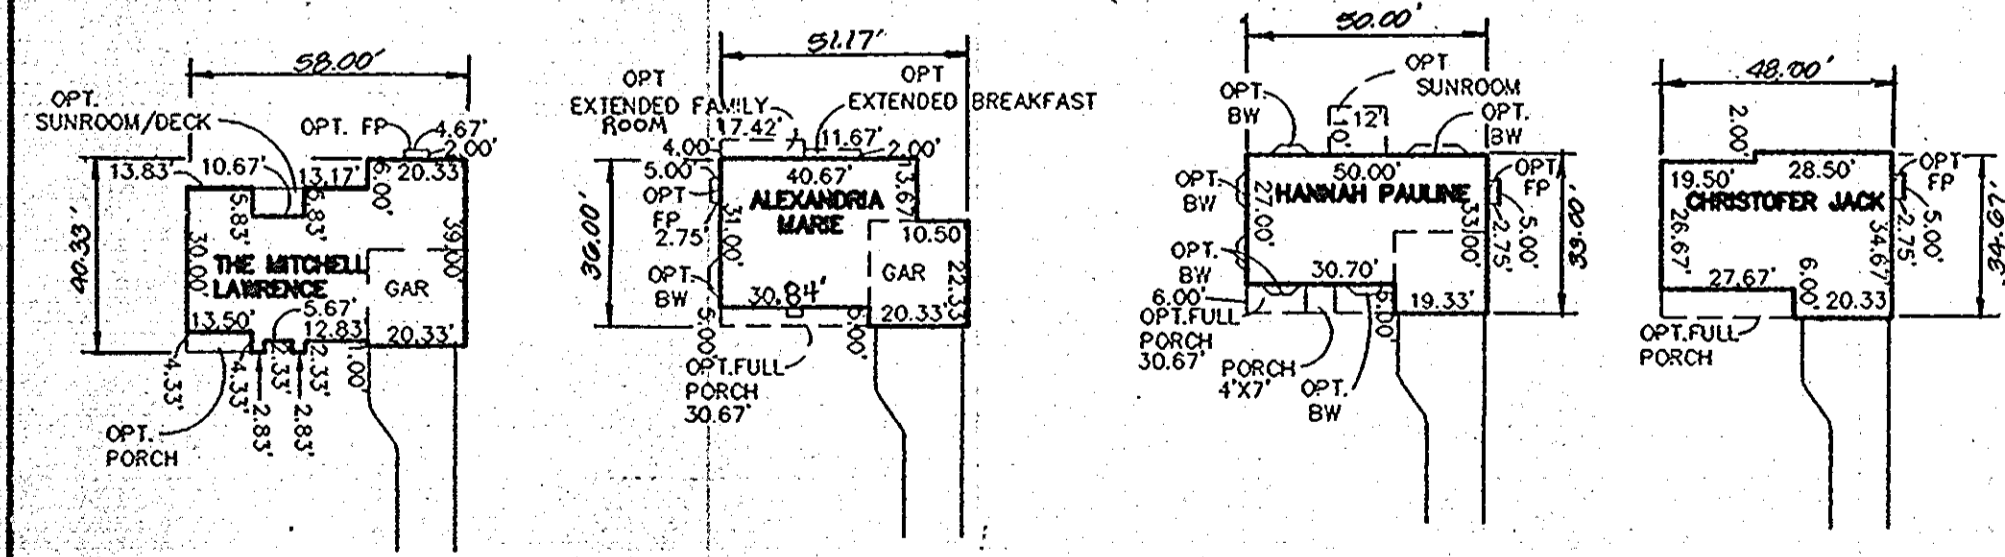 58.00'
OPT.
SUNROOM/DECK
OPT. FP
4.67'
2.00'
13.83'
10.67'
13.17'
6.00'
20.33'
5.83'
5.83'
40.33'
30.00'
39.00'
THE MITCHELL
LAWRENCE
GAR
5.67'
13.50'
12.83'
20.33'
4.33'
4.33'
2.33'
2.33'
1.00'
2.83'
2.83'
OPT.
PORCH
51.17'
OPT
EXTENDED FAMILY
ROOM
OPT
EXTENDED BREAKFAST
17.42'
11.67'
4.00'
2.00'
5.00'
40.67'
13.67'
OPT
FP
2.75'
ALEXANDRIA
MARIE
36.00'
31.00'
10.50'
GAR
22.33'
OPT
BW
30.84'
20.33'
5.00'
5.00'
OPT.FULL
PORCH
30.67'
50.00'
OPT
SUNROOM
OPT
BW
12'
OPT.
BW
50.00'
OPT.
BW
HANNAH PAULINE
OPT
FP
5.00'
2.75'
27.00'
33.00'
33.00'
OPT.
BW
30.70'
19.33'
6.00'
6.00'
OPT.FULL
PORCH
30.67'
PORCH
4'X7'
OPT.
BW
48.00'
2.00'
19.50'
28.50'
OPT
FP
CHRISTOFER JACK
5.00'
2.75'
26.67'
34.67'
34.67'
27.67'
6.00'
20.33
OPT.FULL
PORCH